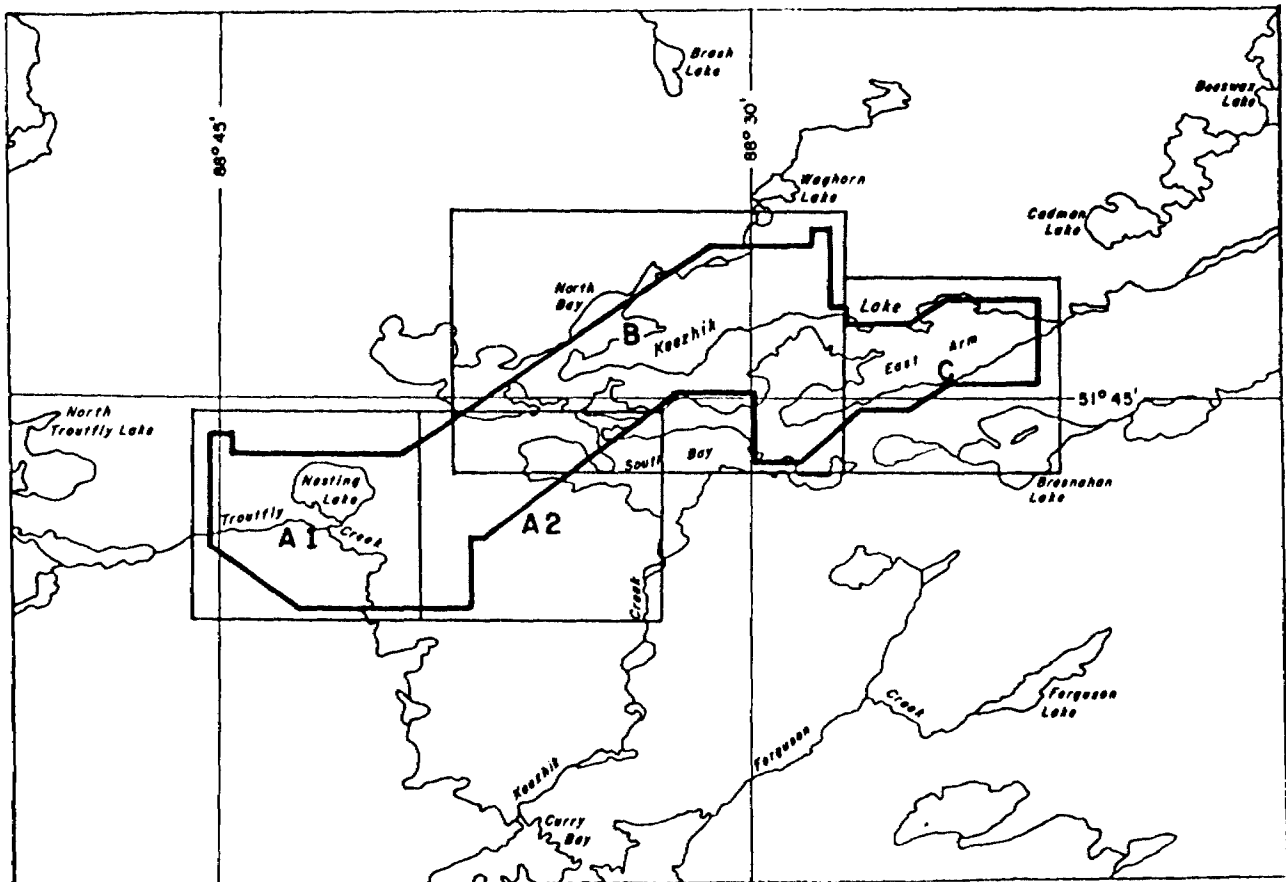 Brash
Lake
Beeswax
Lake
88° 45'
88° 30'
Waghorn
Lake
Cadman
Lake
North
Bay
B
Keezhik
Lake
East Arm
C
51° 45'
North
Troutfly Lake
Nesting
Lake
South Bay
Bresnahan
Lake
Troutfly
Creek
A1
A2
Creek
Ferguson
Lake
Creek
Ferguson
Keezhik
Curry
Bay